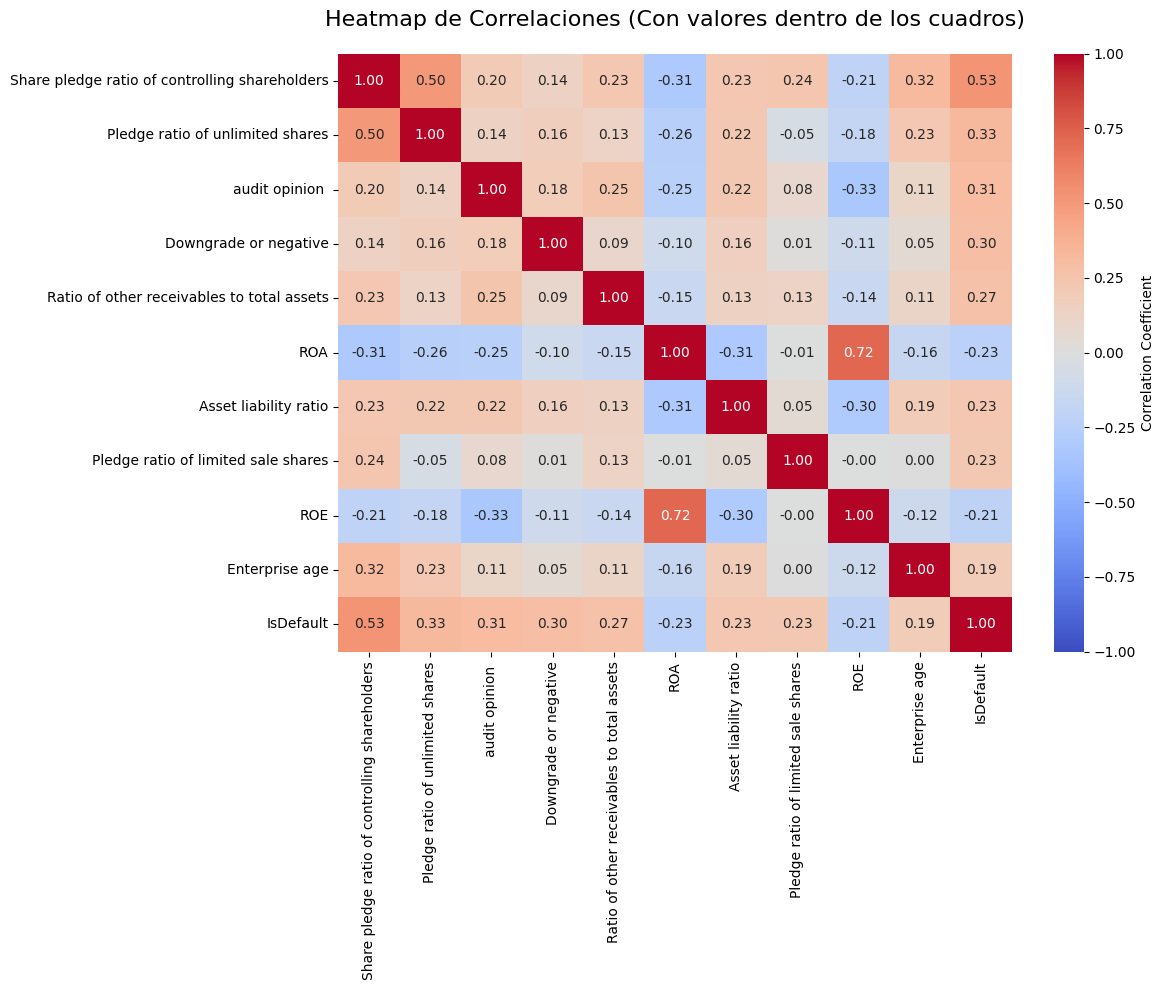 Heatmap de Correlaciones (Con valores dentro de los cuadros)
Share pledge ratio of controlling shareholders 1.00 0.50 0.20 0.14 0.23 -0.31 0.23 0.24 -0.21 0.32 0.53
Pledge ratio of unlimited shares 0.50 1.00 0.14 0.16 0.13 -0.26 0.22 -0.05 -0.18 0.23 0.33
audit opinion 0.20 0.14 1.00 0.18 0.25 -0.25 0.22 0.08 -0.33 0.11 0.31
Downgrade or negative 0.14 0.16 0.18 1.00 0.09 -0.10 0.16 0.01 -0.11 0.05 0.30
Ratio of other receivables to total assets 0.23 0.13 0.25 0.09 1.00 -0.15 0.13 0.13 -0.14 0.11 0.27
ROA -0.31 -0.26 -0.25 -0.10 -0.15 1.00 -0.31 -0.01 0.72 -0.16 -0.23
Asset liability ratio 0.23 0.22 0.22 0.16 0.13 -0.31 1.00 0.05 -0.30 0.19 0.23
Pledge ratio of limited sale shares 0.24 -0.05 0.08 0.01 0.13 -0.01 0.05 1.00 -0.00 0.00 0.23
ROE -0.21 -0.18 -0.33 -0.11 -0.14 0.72 -0.30 -0.00 1.00 -0.12 -0.21
Enterprise age 0.32 0.23 0.11 0.05 0.11 -0.16 0.19 0.00 -0.12 1.00 0.19
IsDefault 0.53 0.33 0.31 0.30 0.27 -0.23 0.23 0.23 -0.21 0.19 1.00
Share pledge ratio of controlling shareholders
Pledge ratio of unlimited shares
audit opinion
Downgrade or negative
Ratio of other receivables to total assets
ROA
Asset liability ratio
Pledge ratio of limited sale shares
ROE
Enterprise age
IsDefault
1.00
0.75
0.50
0.25
0.00
−0.25
−0.50
−0.75
−1.00
Correlation Coefficient